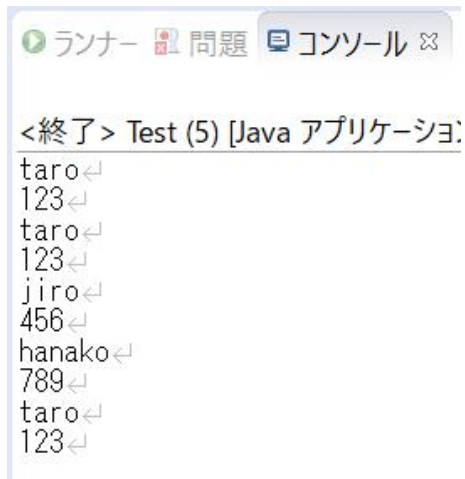 ランナー 問題 コンソール
<終了> Test (5) [Java アプリケーション
taro
123
taro
123
jiro
456
hanako
789
taro
123